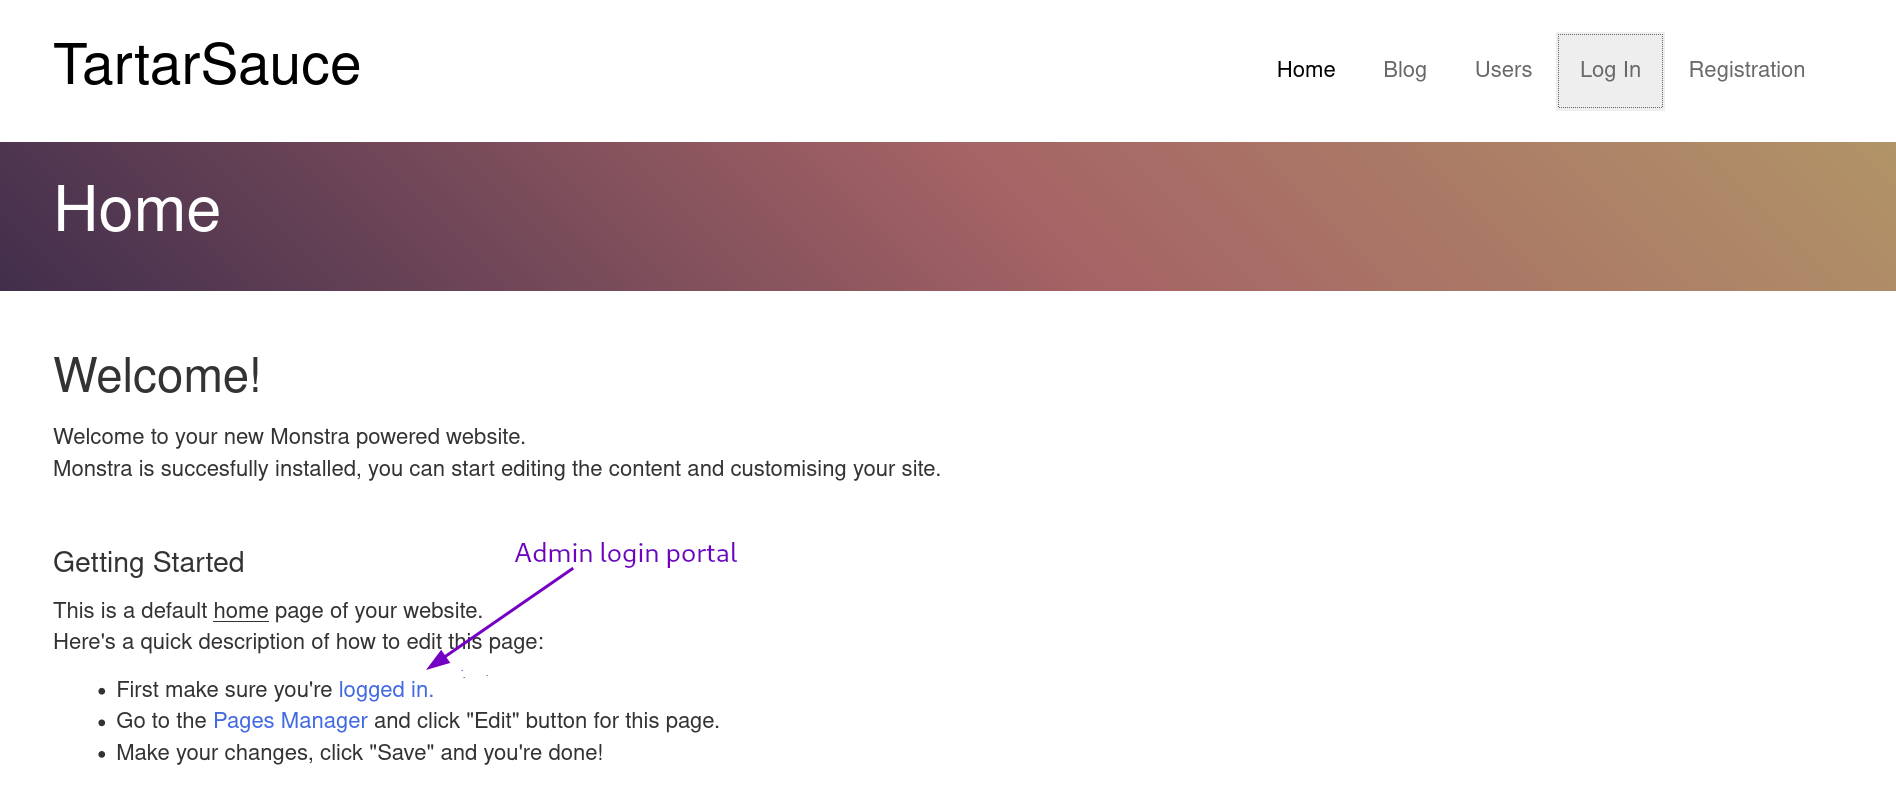 TartarSauce
Home Blog Users Log In Registration
Home
Welcome!
Welcome to your new Monstra powered website.
Monstra is succesfully installed, you can start editing the content and customising your site.
Admin login portal
Getting Started
This is a default home page of your website.
Here's a quick description of how to edit this page:
• First make sure you're logged in.
• Go to the Pages Manager and click "Edit" button for this page.
• Make your changes, click "Save" and you're done!